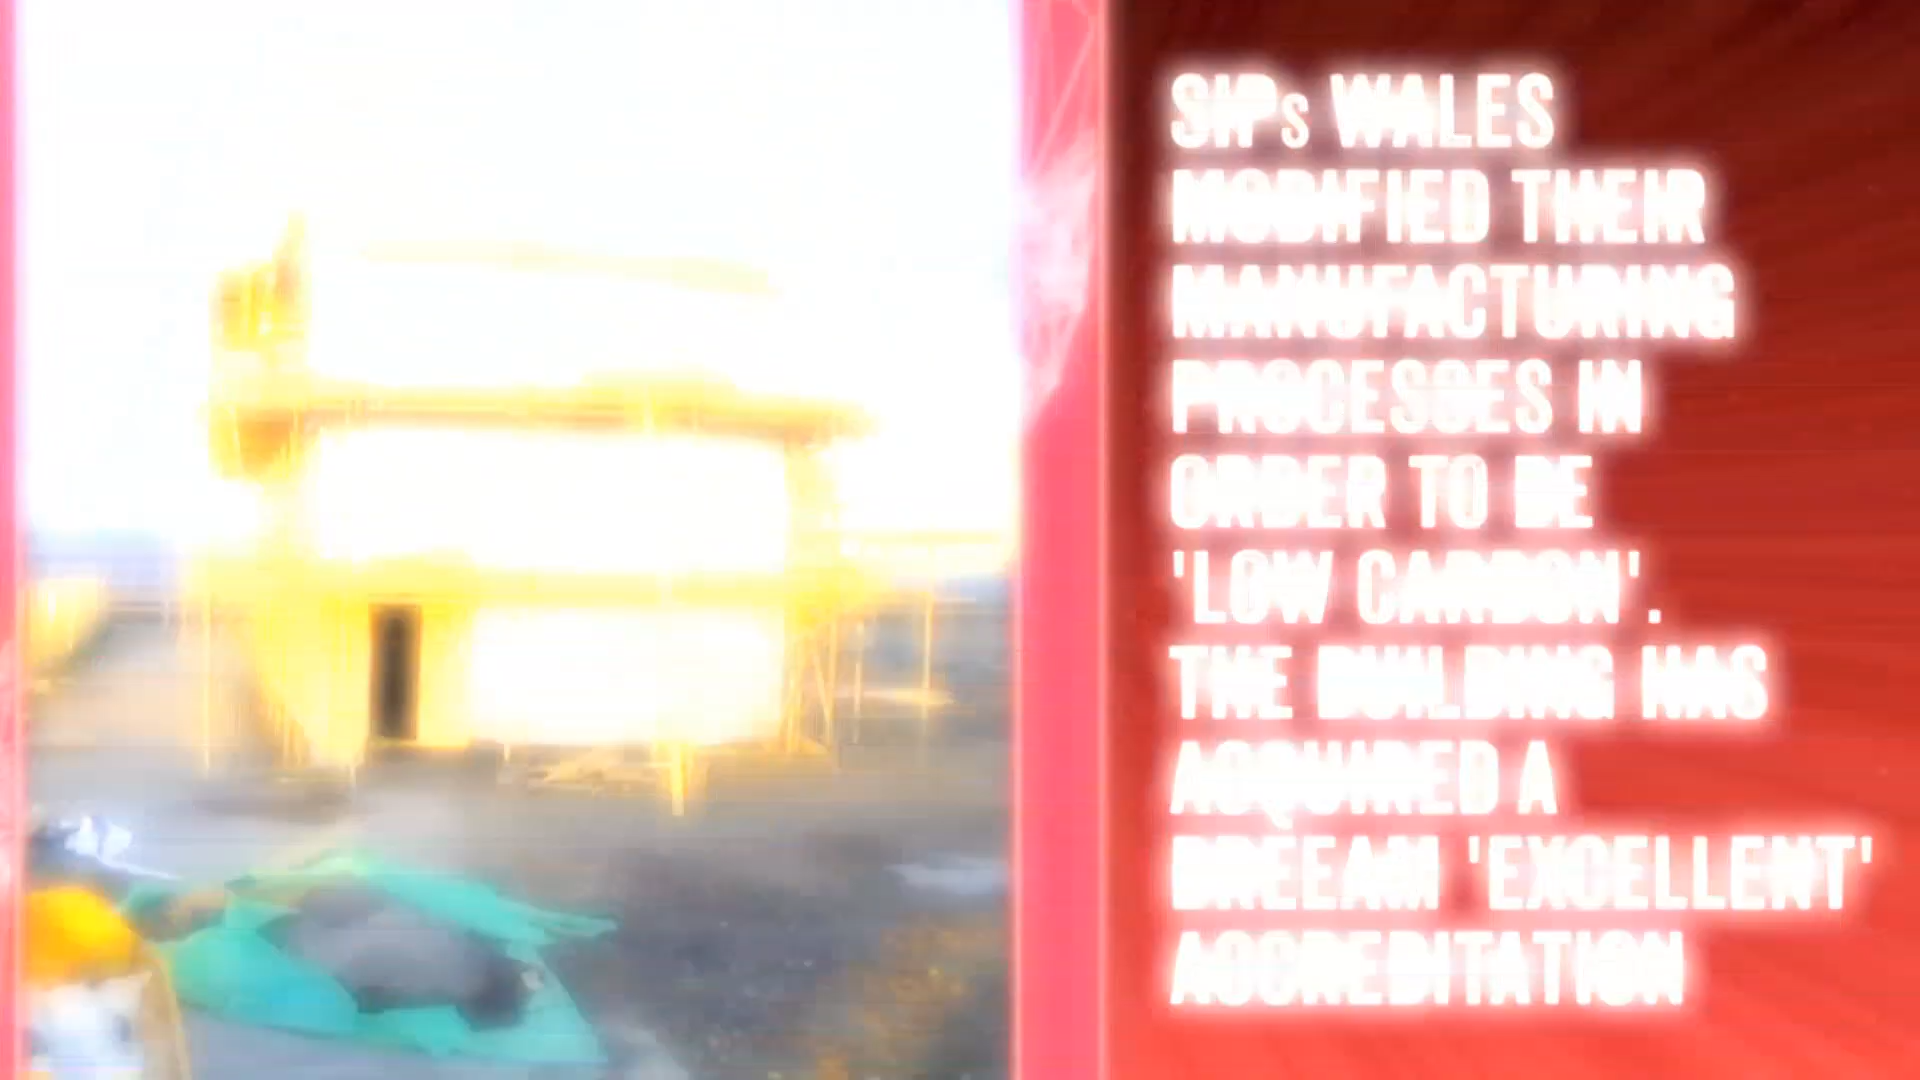 SIPs WALES
MODIFIED THEIR
MANUFACTURING
PROCESSES IN
ORDER TO BE
'LOW CARBON'.
THE BUILDING HAS
ACQUIRED A
BREEAM 'EXCELLENT'
ACCREDITATION